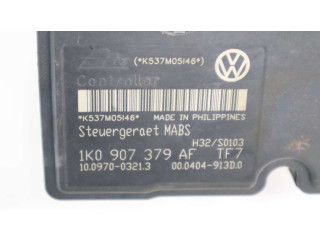 ate (*K537M05I46*)
Controller
*K537M05I46* MADE IN PHILIPPINES
Steuergeraet MABS
H32/S0103
1K0 907 379 AF TF7
10.0970-0321.3 00.0404-913D.0